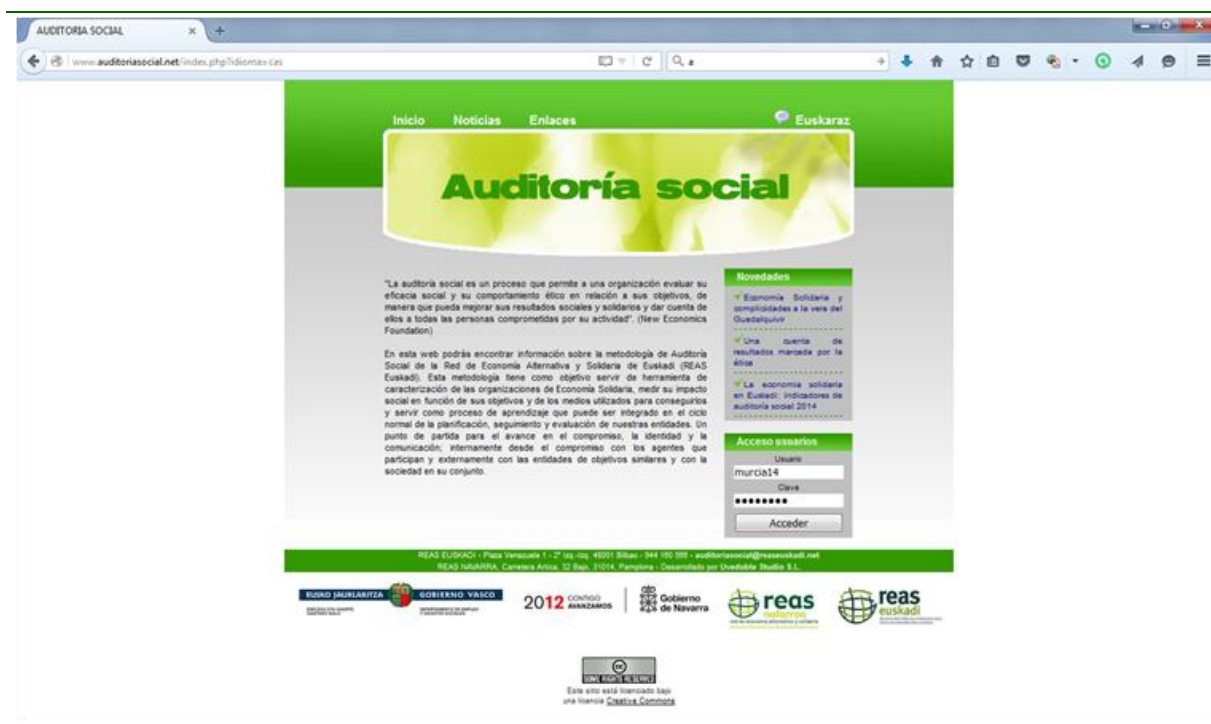 AUDITORIA SOCIAL
www.auditoriasocial.net/index.php?idioma=cas
Inicio Noticias Enlaces Euskaraz
Auditoría social
"La auditoría social es un proceso que permite a una organización evaluar su
eficacia social y su comportamiento ético en relación a sus objetivos, de
manera que pueda mejorar sus resultados sociales y solidarios y dar cuenta de
ellos a todas las personas comprometidas por su actividad". (New Economics
Foundation)
En esta web podrás encontrar información sobre la metodología de Auditoría
Social de la Red de Economía Alternativa y Solidaria de Euskadi (REAS
Euskadi). Esta metodología tiene como objetivo servir de herramienta de
caracterización de las organizaciones de Economía Solidaria, medir su impacto
social en función de sus objetivos y de los medios utilizados para conseguirlos
y servir como proceso de aprendizaje que puede ser integrado en el ciclo
normal de la planificación, seguimiento y evaluación de nuestras entidades. Un
punto de partida para el avance en el compromiso, la identidad y la
comunicación; internamente desde el compromiso con los agentes que
participan y externamente con las entidades de objetivos similares y con la
sociedad en su conjunto.
Novedades
Economía Solidaria y
complicidades a la vera del
Guadalquivir
Una cuenta de
resultados marcada por la
ética
La economía solidaria
en Euskadi: indicadores de
auditoría social 2014
Acceso usuarios
Usuario
murcia14
Clave
Acceder
REAS EUSKADI - Plaza Venezuela 1 - 2º izq.-izq. 48001 Bilbao - 944 160 566 - auditoriasocial@reaseuskadi.net
REAS NAVARRA, Carretera Artica, 32 Bajo, 31014, Pamplona - Desarrollado por Uvedoble Studio S.L.
EUSKO JAURLARITZA GOBIERNO VASCO
2012 CONTIGO AVANZAMOS
Gobierno
de Navarra
reas
nafarroa
reas
euskadi
cc
SOME RIGHTS RESERVED
Este sitio está licenciado bajo
una licencia Creative Commons